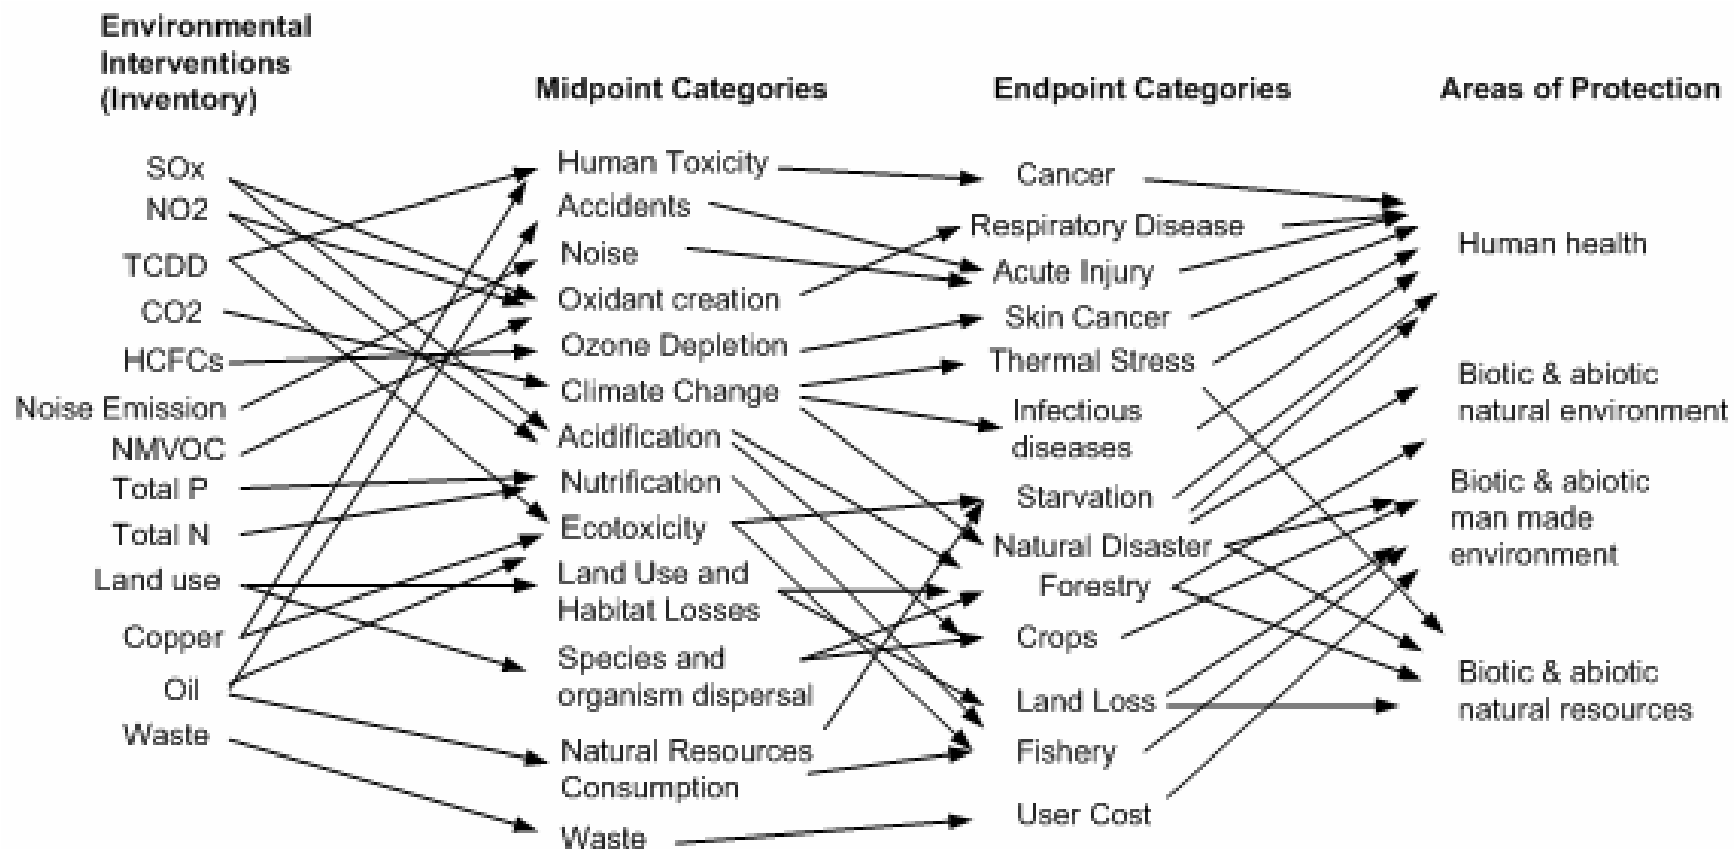 Environmental
Interventions
(Inventory)
Midpoint Categories
Endpoint Categories
Areas of Protection
SOx
NO2
TCDD
CO2
HCFCs
Noise Emission
NMVOC
Total P
Total N
Land use
Copper
Oil
Waste
Human Toxicity
Accidents
Noise
Oxidant creation
Ozone Depletion
Climate Change
Acidification
Nutrification
Ecotoxicity
Land Use and
Habitat Losses
Species and
organism dispersal
Natural Resources
Consumption
Waste
Cancer
Respiratory Disease
Acute Injury
Skin Cancer
Thermal Stress
Infectious
diseases
Starvation
Natural Disaster
Forestry
Crops
Land Loss
Fishery
User Cost
Human health
Biotic & abiotic
natural environment
Biotic & abiotic
man made
environment
Biotic & abiotic
natural resources